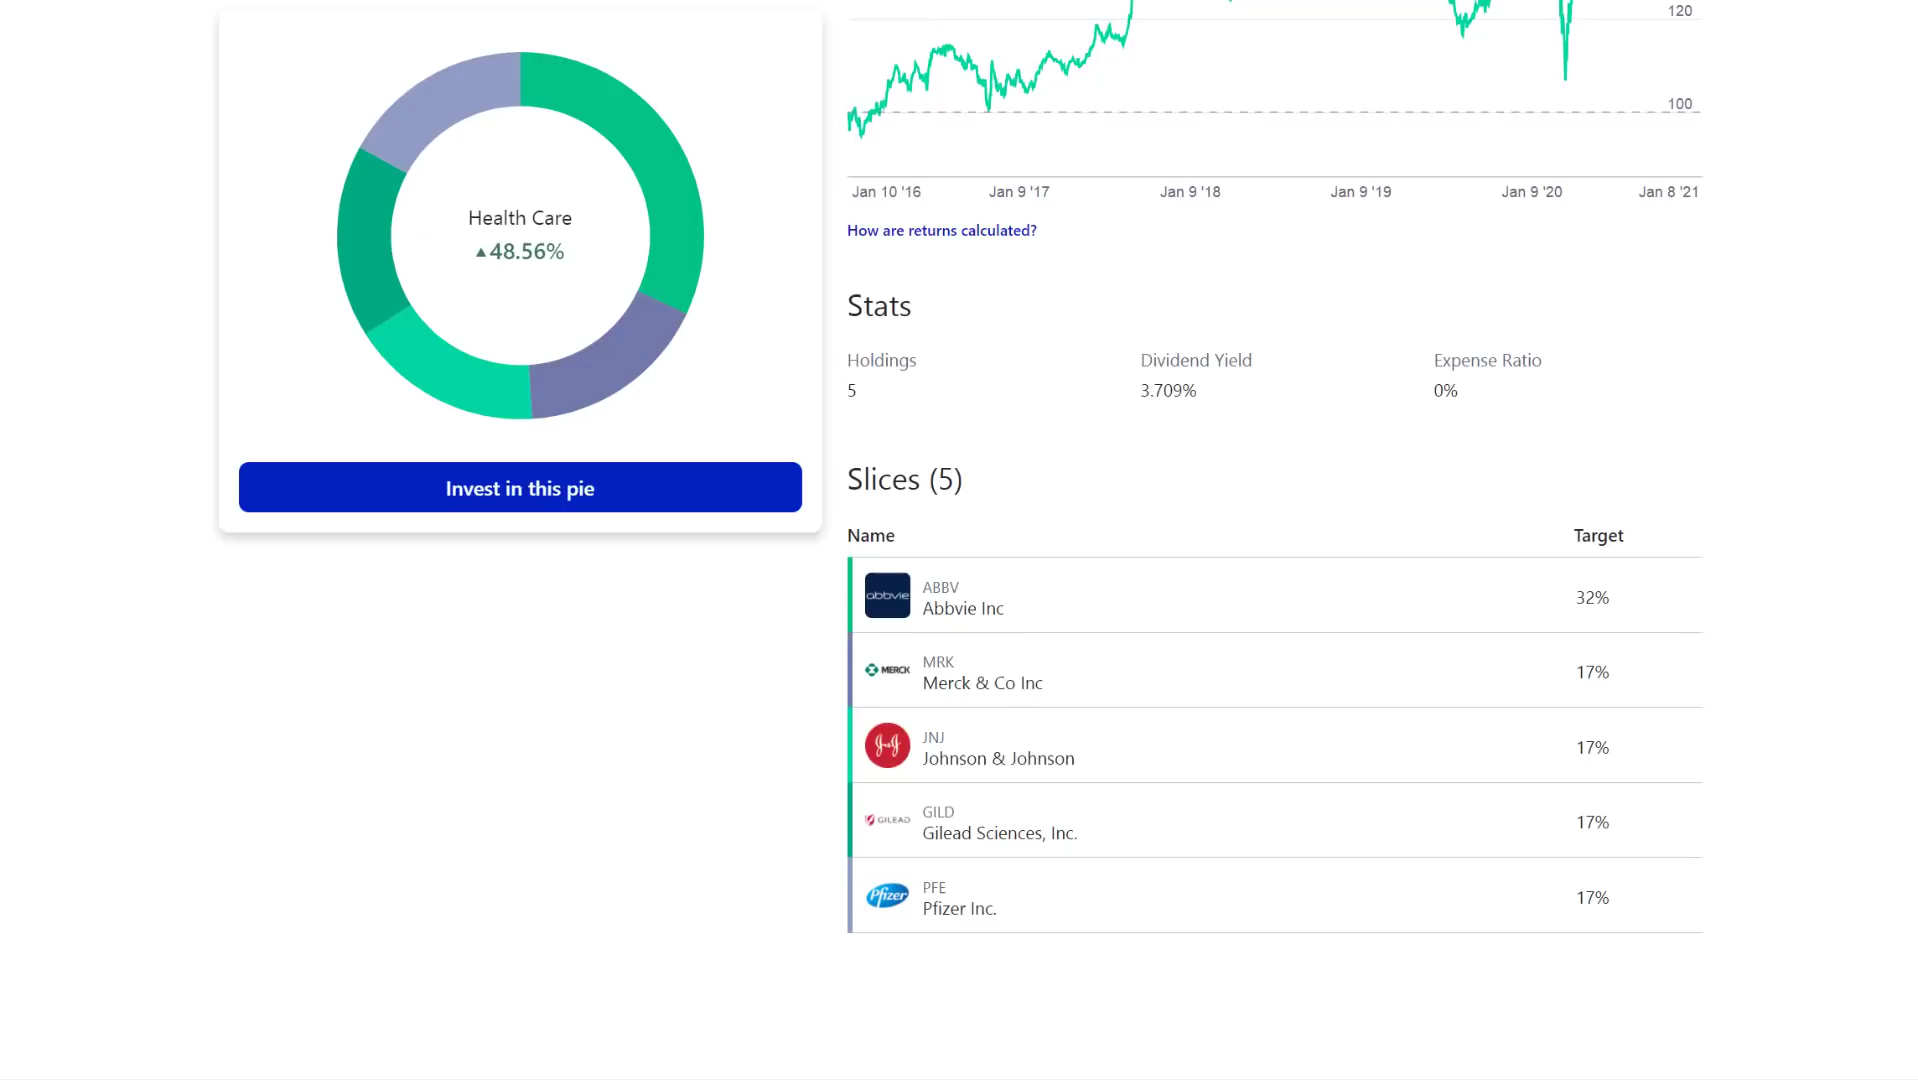 Health Care
▲48.56%
Invest in this pie
120
100
Jan 10 '16
Jan 9 '17
Jan 9 '18
Jan 9 '19
Jan 9 '20
Jan 8 '21
How are returns calculated?
Stats
Holdings
5
Dividend Yield
3.709%
Expense Ratio
0%
Slices (5)
Name
Target
abbvie
ABBV
Abbvie Inc
32%
MERCK
MRK
Merck & Co Inc
17%
J&J
JNJ
Johnson & Johnson
17%
GILEAD
GILD
Gilead Sciences, Inc.
17%
Pfizer
PFE
Pfizer Inc.
17%